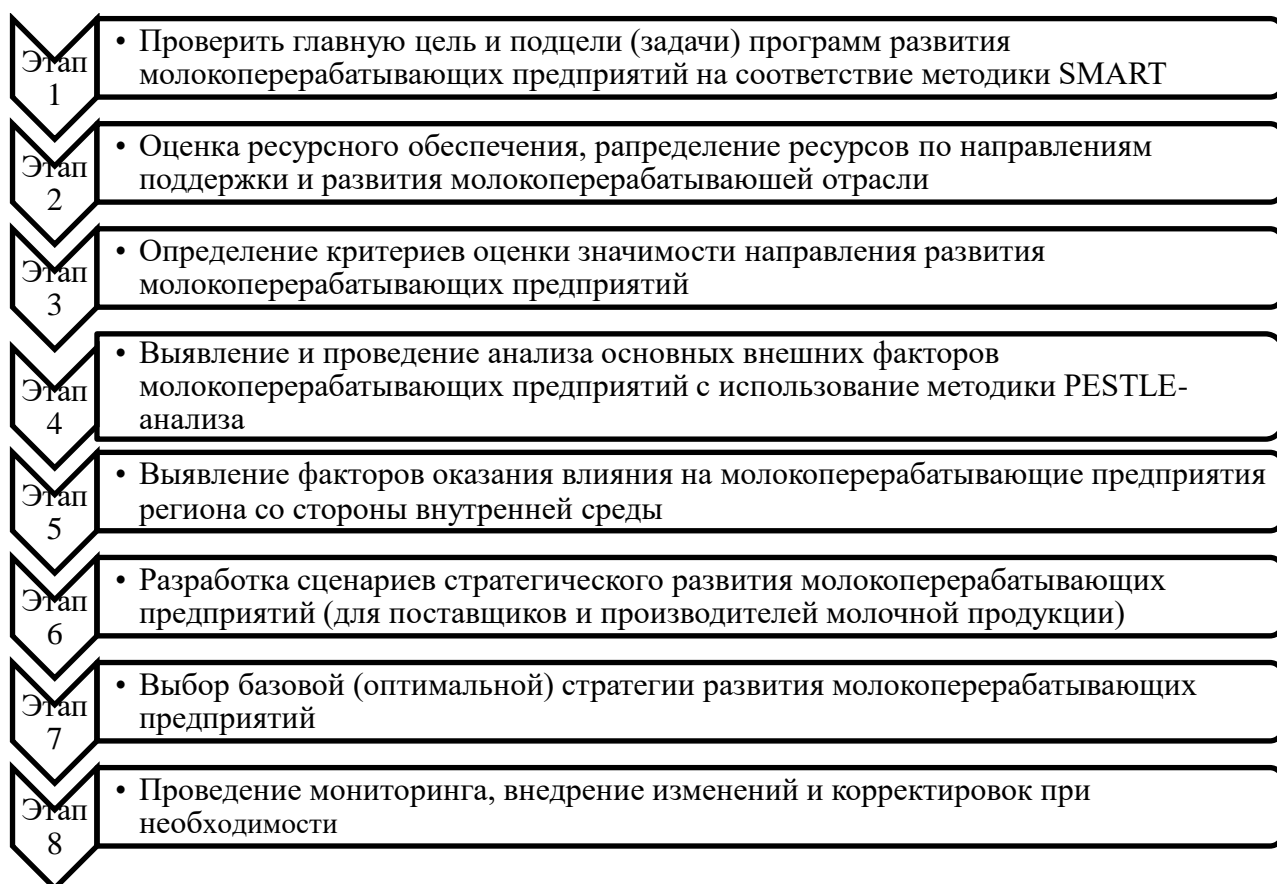 Этап
1
• Проверить главную цель и подцели (задачи) программ развития
молокоперерабатывающих предприятий на соответствие методики SMART
Этап
2
• Оценка ресурсного обеспечения, рапределение ресурсов по направлениям
поддержки и развития молокоперерабатываюшей отрасли
Этап
3
• Определение критериев оценки значимости направления развития
молокоперерабатывающих предприятий
Этап
4
• Выявление и проведение анализа основных внешних факторов
молокоперерабатывающих предприятий с использование методики PESTLE-
анализа
Этап
5
• Выявление факторов оказания влияния на молокоперерабатывающие предприятия
региона со стороны внутренней среды
Этап
6
• Разработка сценариев стратегического развития молокоперерабатывающих
предприятий (для поставщиков и производителей молочной продукции)
Этап
7
• Выбор базовой (оптимальной) стратегии развития молокоперерабатывающих
предприятий
Этап
8
• Проведение мониторинга, внедрение изменений и корректировок при
необходимости